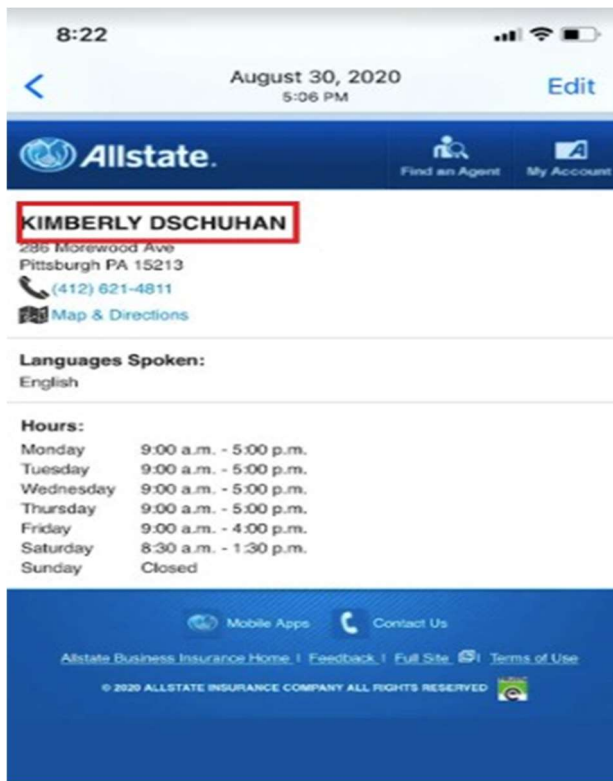 8:22
August 30, 2020
5:06 PM
Edit
Allstate.
Find an Agent
My Account
KIMBERLY DSCHUHAN
286 Morewood Ave
Pittsburgh PA 15213
(412) 621-4811
Map & Directions
Languages Spoken:
English
Hours:
Monday 9:00 a.m. - 5:00 p.m.
Tuesday 9:00 a.m. - 5:00 p.m.
Wednesday 9:00 a.m. - 5:00 p.m.
Thursday 9:00 a.m. - 5:00 p.m.
Friday 9:00 a.m. - 4:00 p.m.
Saturday 8:30 a.m. - 1:30 p.m.
Sunday Closed
Mobile Apps Contact Us
Allstate Business Insurance Home | Feedback | Full Site | Terms of Use
© 2020 ALLSTATE INSURANCE COMPANY ALL RIGHTS RESERVED